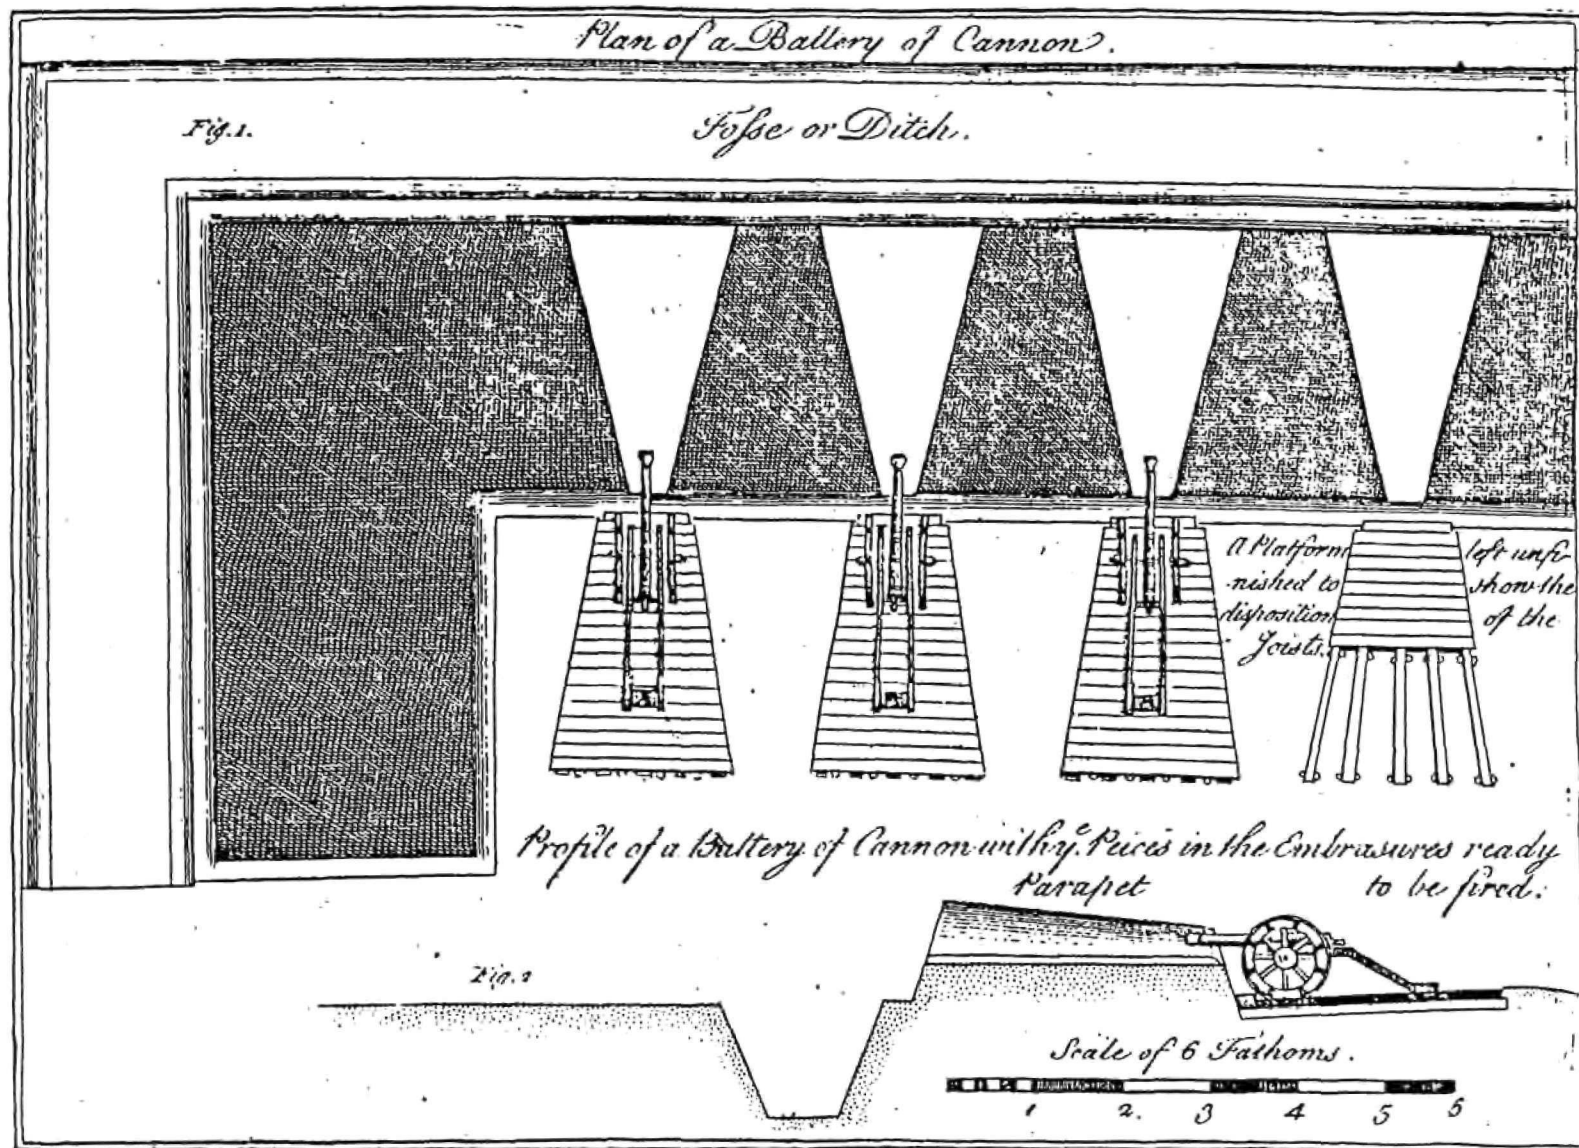 Plan of a Battery of Cannon.
Fig. 1.
Fosse or Ditch.
A Platform left unfi-
nished to show the
disposition of the
Joists.
Profile of a Battery of Cannon with yᵉ. Peices in the Embrasures ready
to be fired.
Parapet
Fig. 2
Scale of 6 Fathoms.
1 2. 3 4 5 6